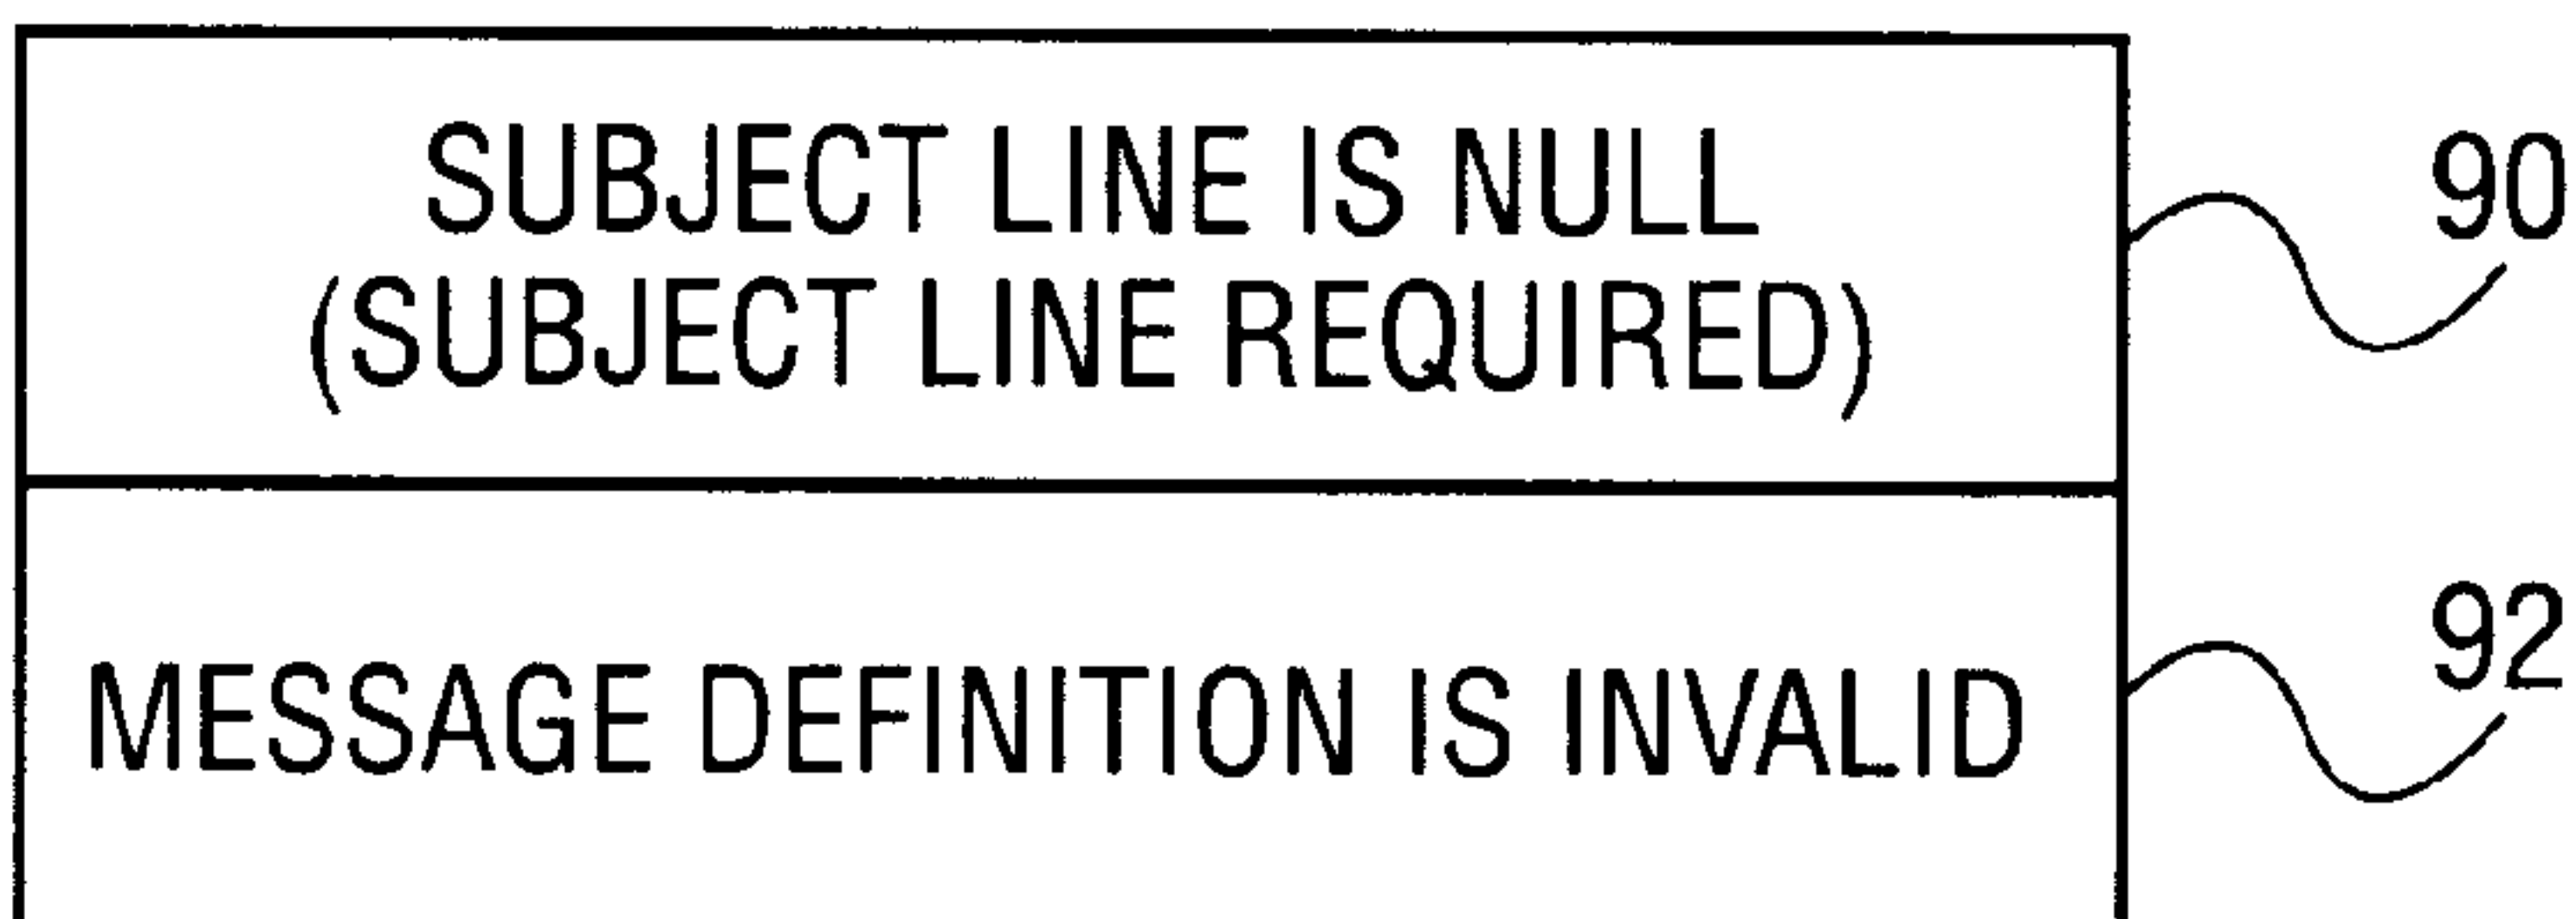 SUBJECT LINE IS NULL
(SUBJECT LINE REQUIRED)
90
MESSAGE DEFINITION IS INVALID
92